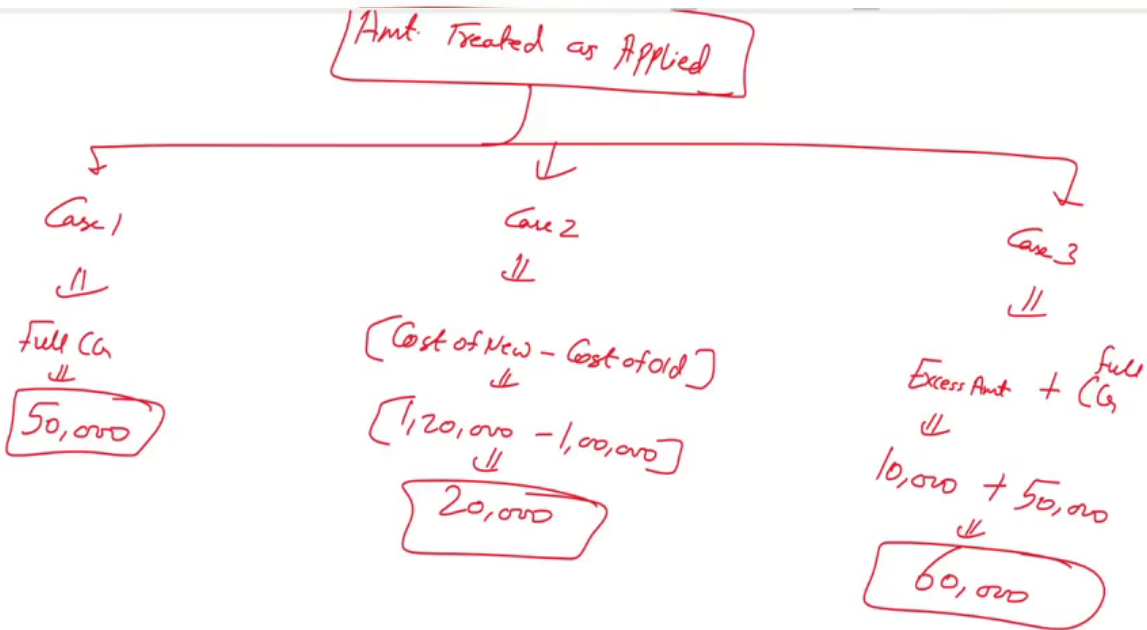 Amt. Treated as Applied
Case 1
Full CG
50,000
Case 2
[Cost of New - Cost of old]
[1,20,000 - 1,00,000]
20,000
Case 3
Excess Amt + Full CG
10,000 + 50,000
60,000